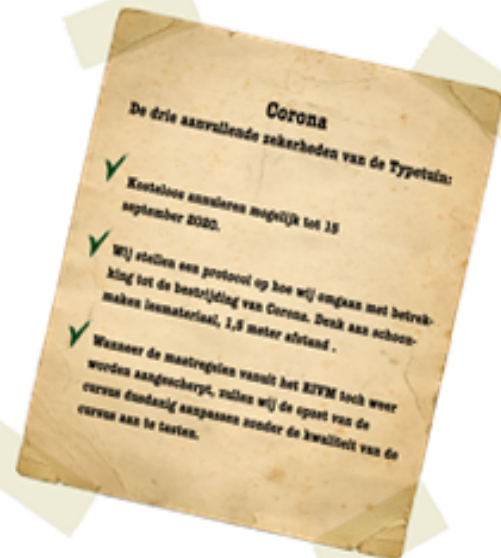 Corona
De drie aanvullende zekerheden van de Typetuin:
Kosteloos annuleren mogelijk tot 15
september 2020.
Wij stellen een protocol op hoe wij omgaan met betrek-
king tot de bestrijding van Corona. Denk aan schoon-
maken lesmateriaal, 1,5 meter afstand .
Wanneer de maatregelen vanuit het RIVM toch weer
worden aangescherpt, zullen wij de opzet van de
cursus dusdanig aanpassen zonder de kwaliteit van de
cursus aan te tasten.